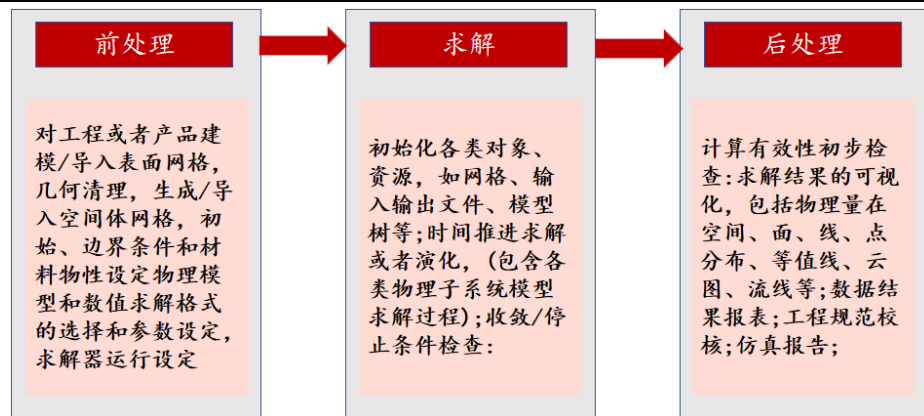 前处理
对工程或者产品建
模/导入表面网格,
几何清理, 生成/导
入空间体网格, 初
始、边界条件和材
料物性设定物理模
型和数值求解格式
的选择和参数设定,
求解器运行设定
求解
初始化各类对象、
资源, 如网格、输
入输出文件、模型
树等;时间推进求解
或者演化, (包含各
类物理子系统模型
求解过程);收敛/停
止条件检查:
后处理
计算有效性初步检
查:求解结果的可视
化, 包括物理量在
空间、面、线、点
分布、等值线、云
图、流线等;数据结
果报表;工程规范校
核;仿真报告;